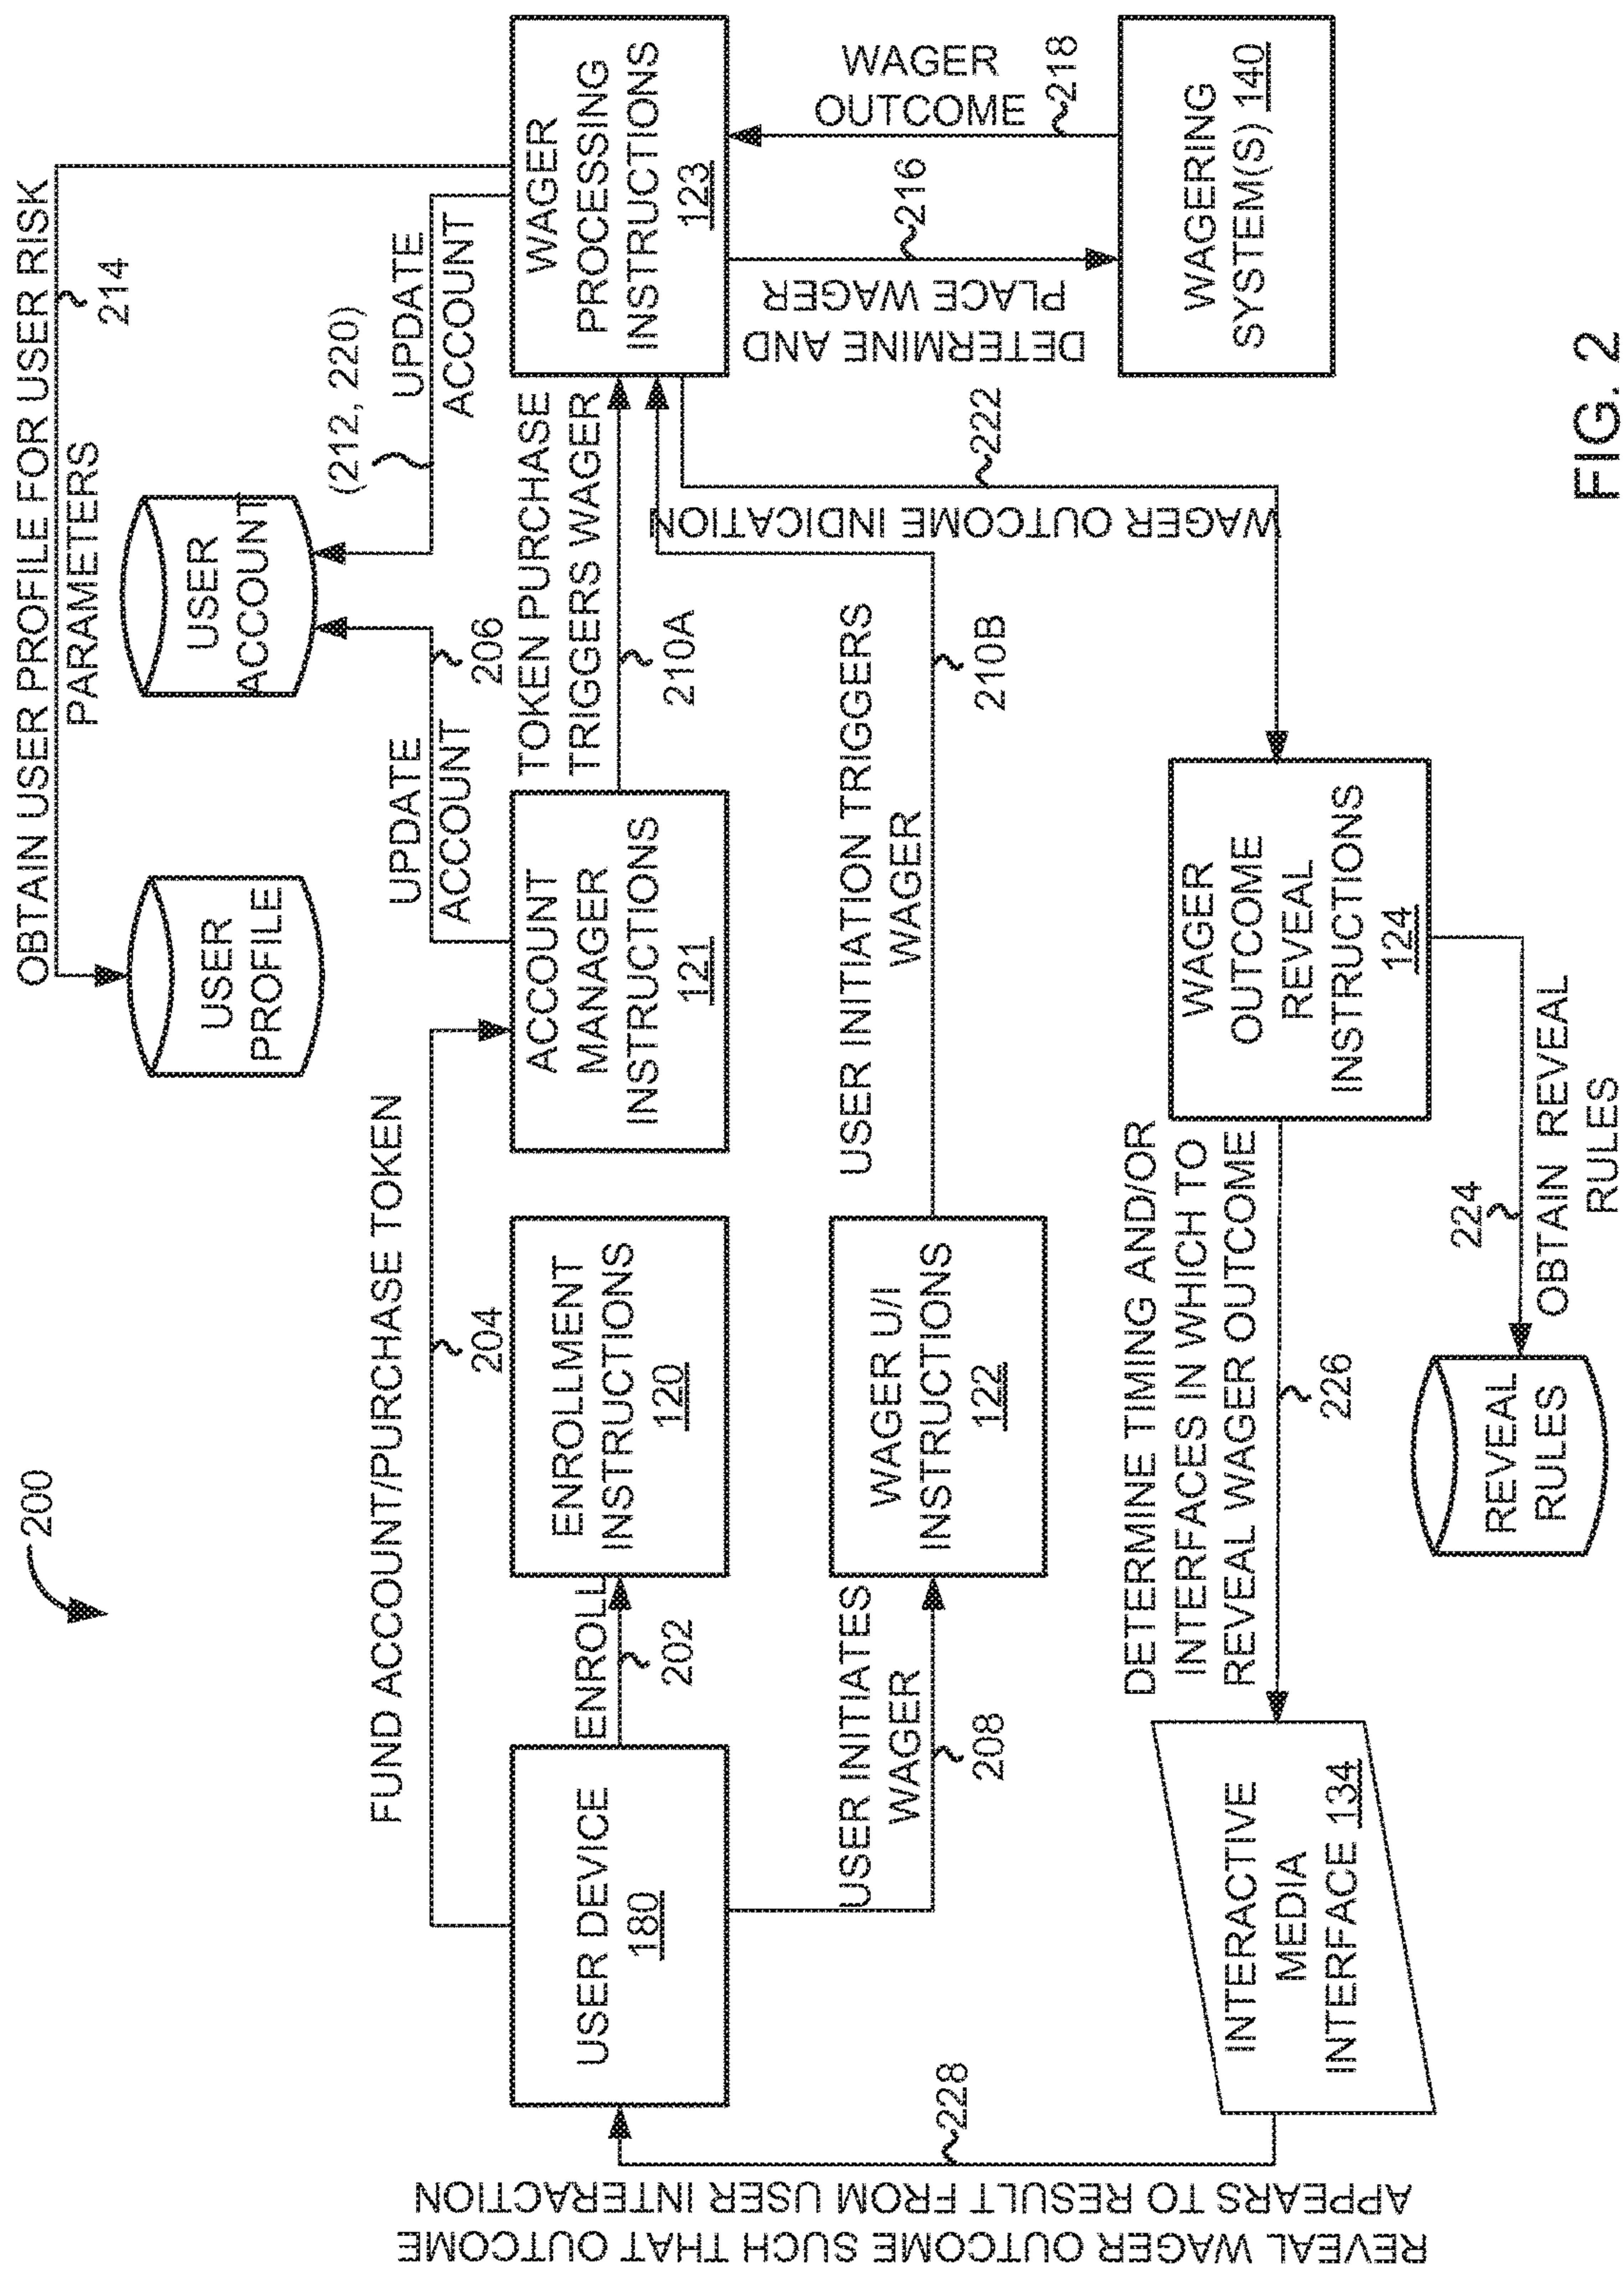 200
OBTAIN USER PROFILE FOR USER RISK
PARAMETERS
214
USER
PROFILE
USER
ACCOUNT
(212, 220)
UPDATE
ACCOUNT
UPDATE
ACCOUNT
206
FUND ACCOUNT/PURCHASE TOKEN
204
USER DEVICE
180
ENROLL
202
ENROLLMENT
INSTRUCTIONS
120
ACCOUNT
MANAGER
INSTRUCTIONS
121
TOKEN PURCHASE
TRIGGERS WAGER
210A
WAGER
PROCESSING
INSTRUCTIONS
123
USER INITIATES
WAGER
208
WAGER U/I
INSTRUCTIONS
122
USER INITIATION TRIGGERS
WAGER
210B
DETERMINE AND
PLACE WAGER
216
WAGER
OUTCOME
218
WAGERING
SYSTEM(S) 140
WAGER OUTCOME INDICATION
222
WAGER
OUTCOME
REVEAL
INSTRUCTIONS
124
DETERMINE TIMING AND/OR
INTERFACES IN WHICH TO
REVEAL WAGER OUTCOME
226
224
OBTAIN REVEAL
RULES
REVEAL
RULES
INTERACTIVE
MEDIA
INTERFACE 134
228
REVEAL WAGER OUTCOME SUCH THAT OUTCOME
APPEARS TO RESULT FROM USER INTERACTION
FIG. 2